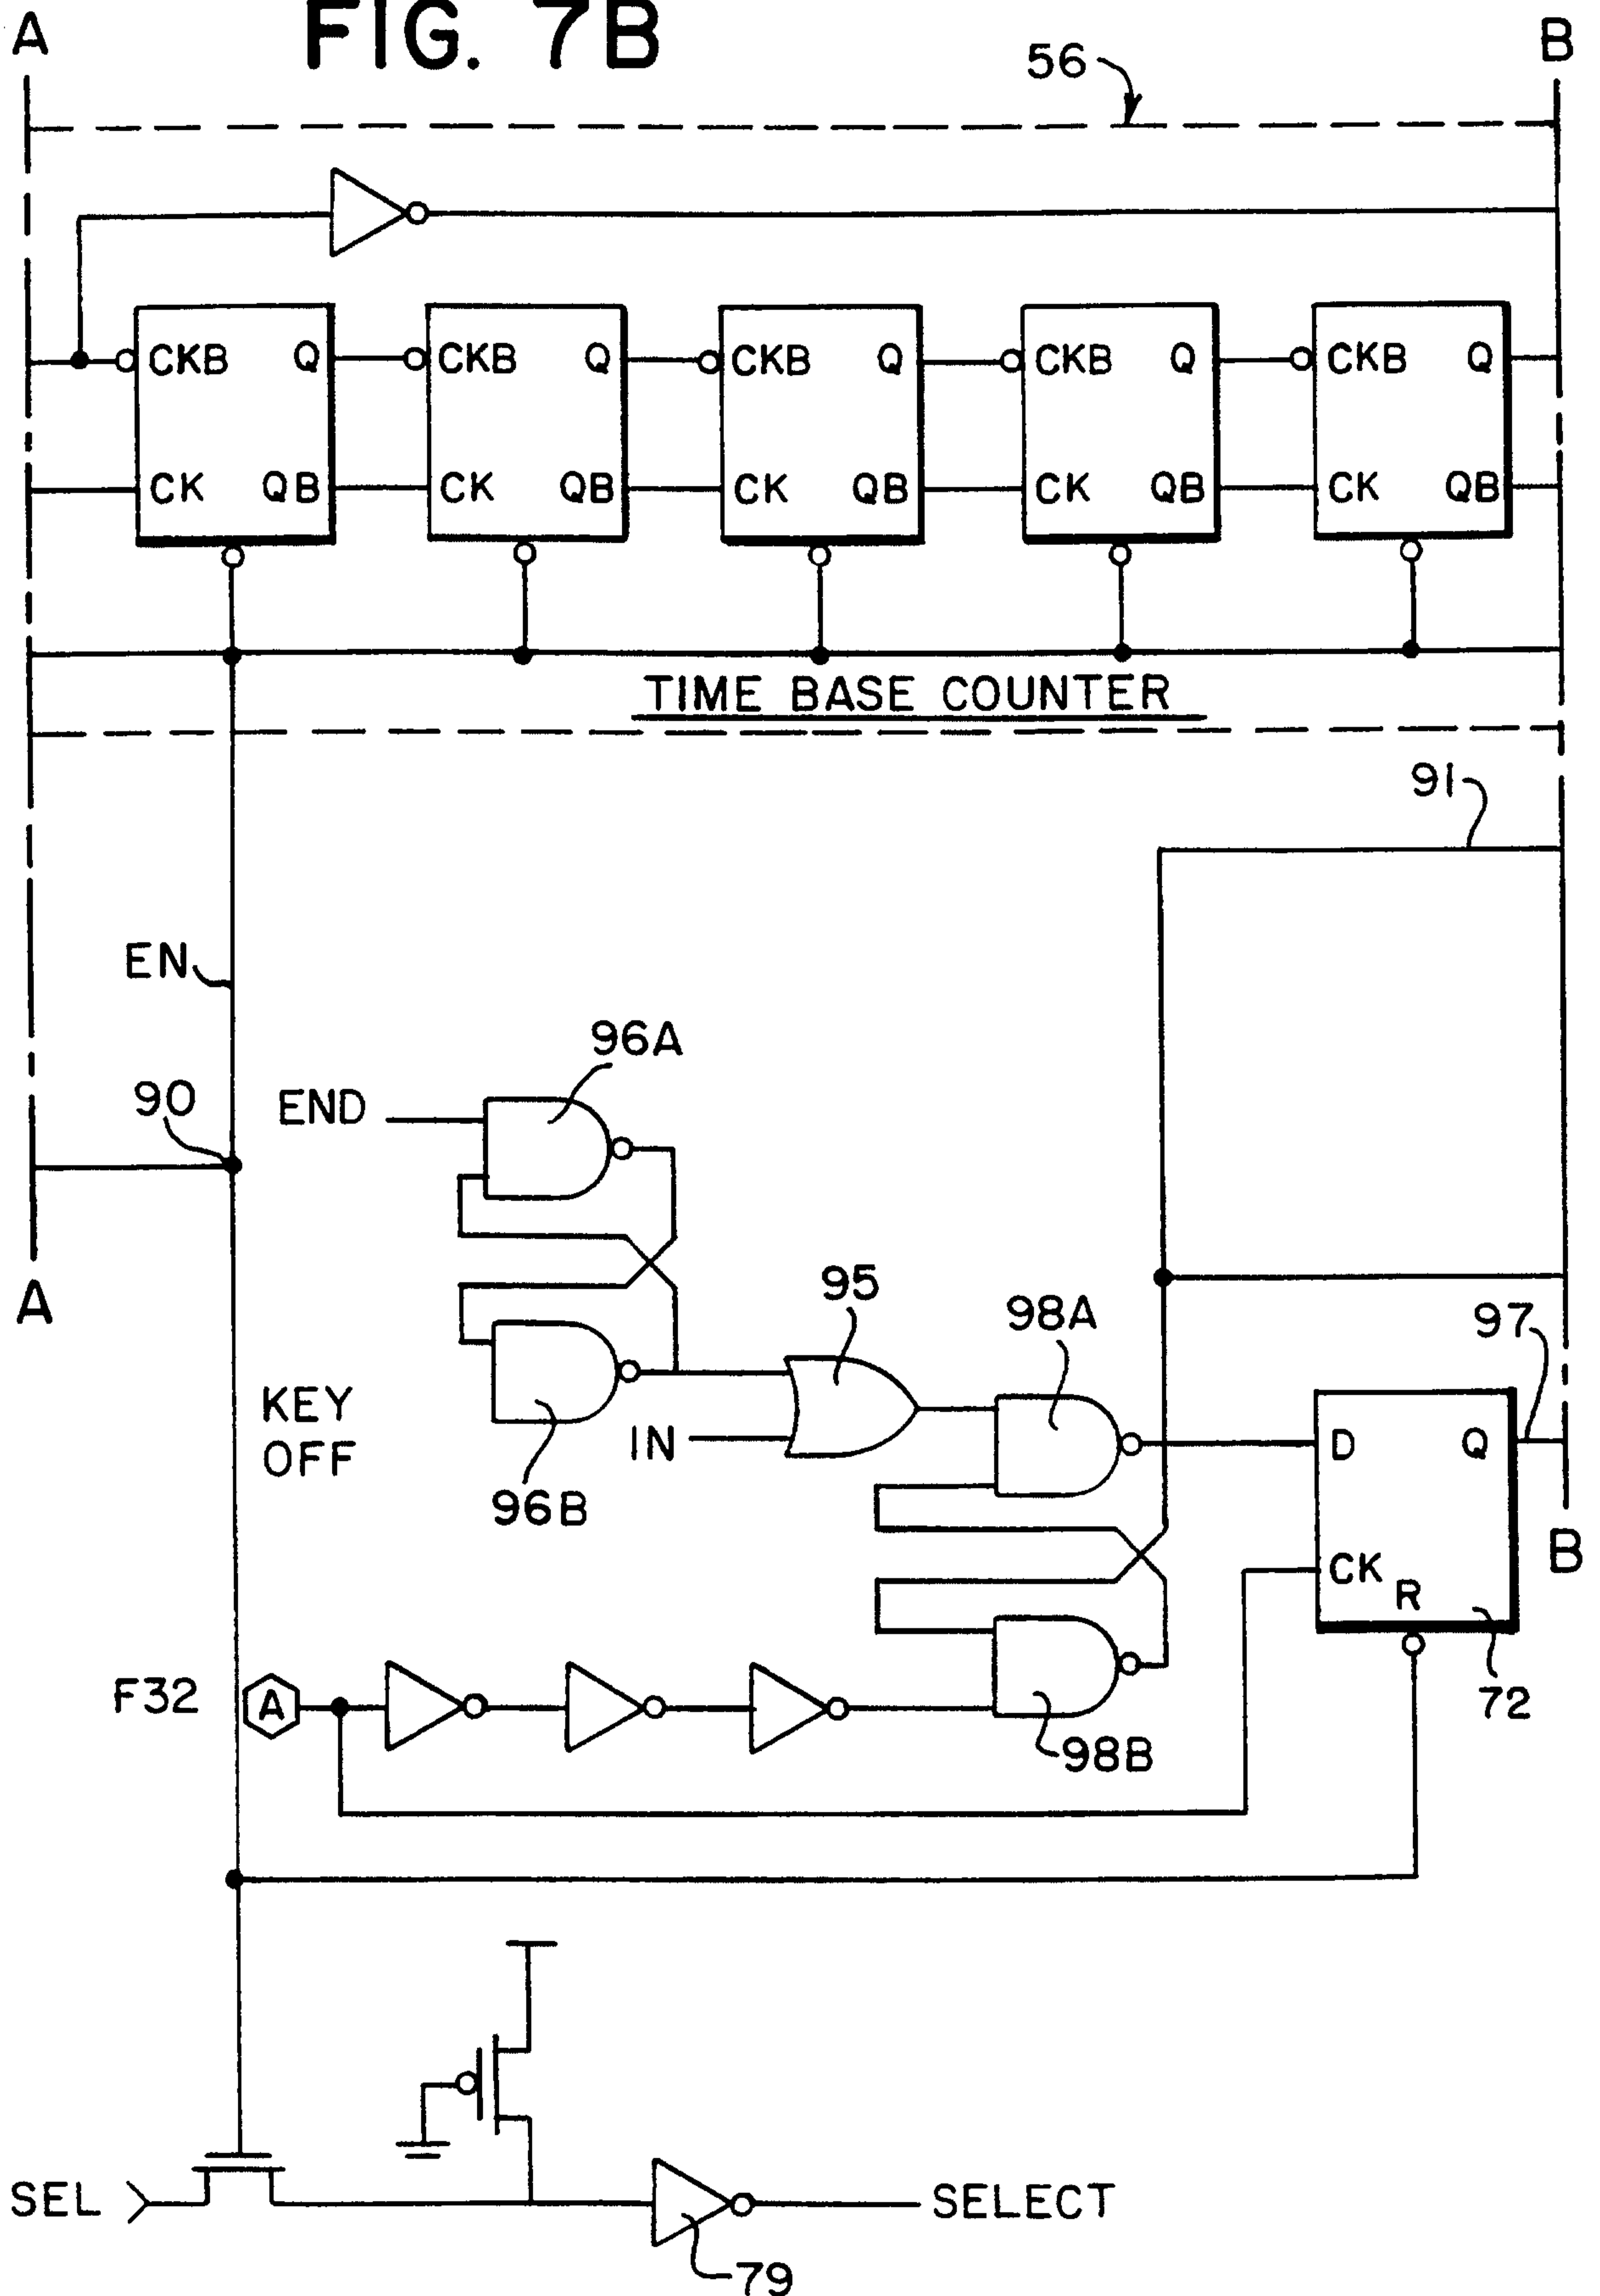 FIG. 7B
A
B
56
CKB Q CKB Q CKB Q CKB Q CKB Q
CK QB CK QB CK QB CK QB CK QB
TIME BASE COUNTER
91
EN
96A
90
END
A
95
98A
97
KEY
OFF
IN
96B
D Q
B
CK
R
F32
A
72
98B
SEL
SELECT
79